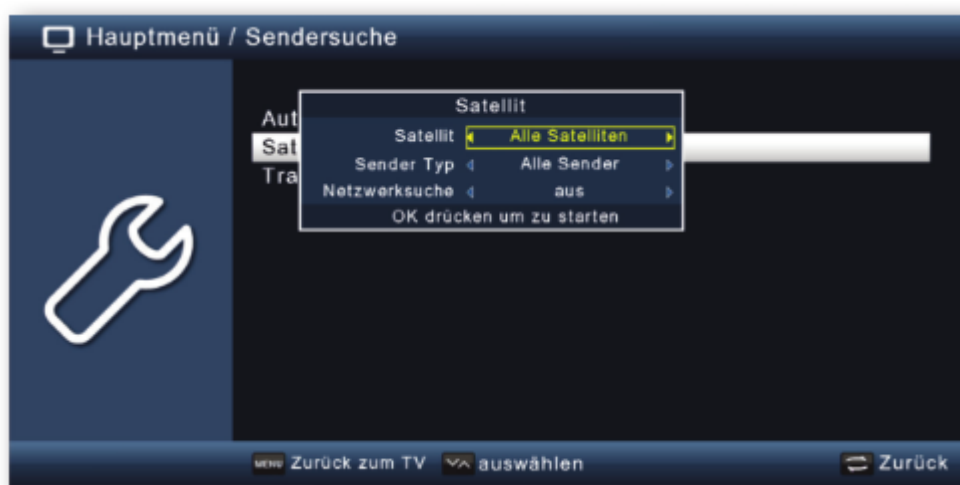 Hauptmenü / Sendersuche
Aut
Sat
Tra
Satellit
Satellit Alle Satelliten
Sender Typ Alle Sender
Netzwerksuche aus
OK drücken um zu starten
MENU Zurück zum TV auswählen Zurück